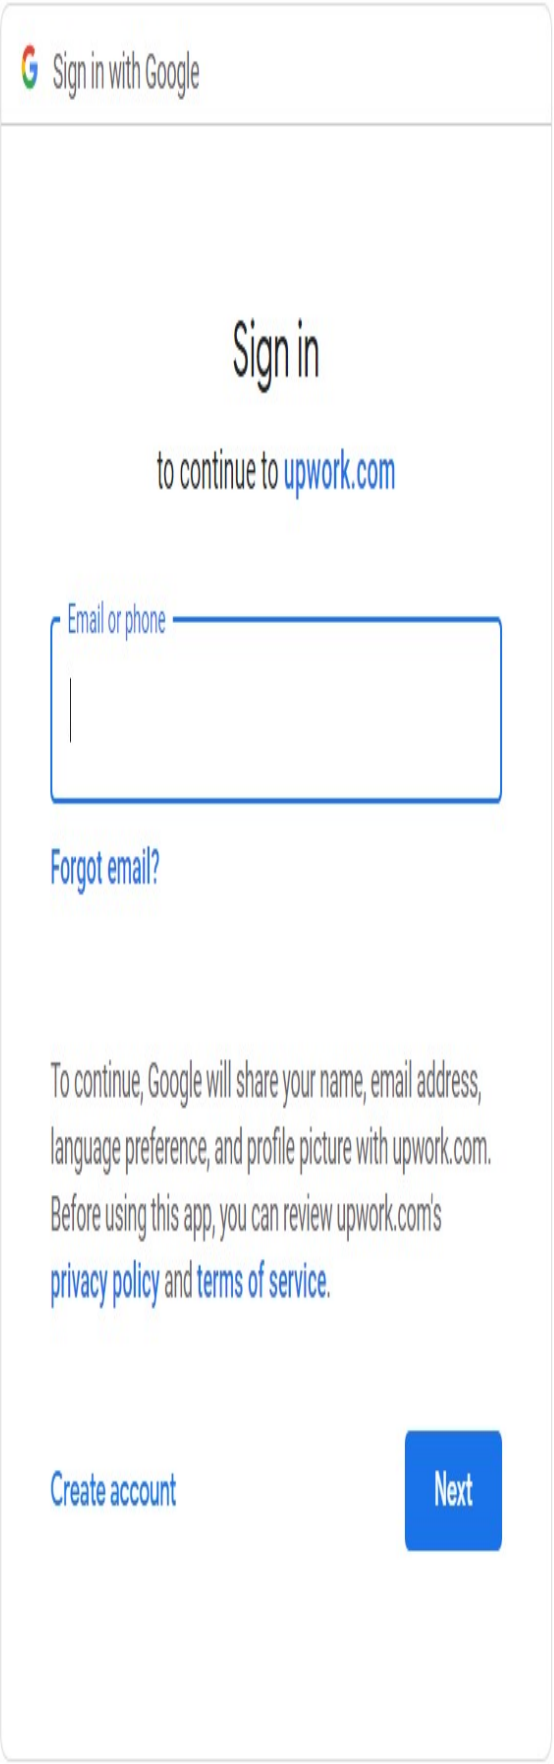 Sign in with Google
Sign in
to continue to upwork.com
Email or phone
Forgot email?
To continue, Google will share your name, email address,
language preference, and profile picture with upwork.com.
Before using this app, you can review upwork.com's
privacy policy and terms of service.
Create account
Next